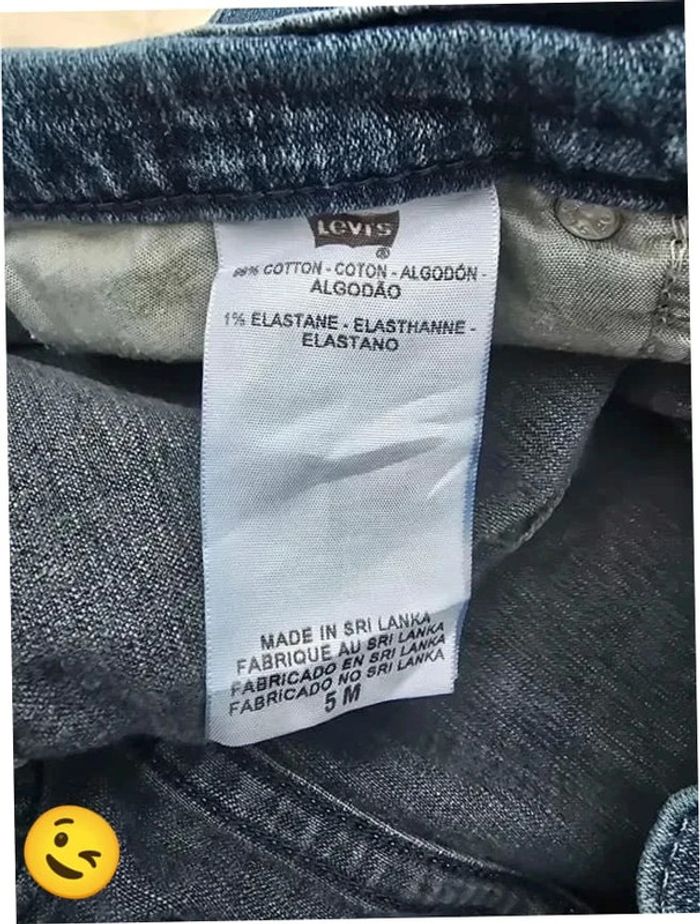 LEVI'S
®
99% COTTON - COTON - ALGODÓN -
ALGODÃO
1% ELASTANE - ELASTHANNE -
ELASTANO
MADE IN SRI LANKA
FABRIQUE AU SRI LANKA
FABRICADO EN SRI LANKA
FABRICADO NO SRI LANKA
5 M